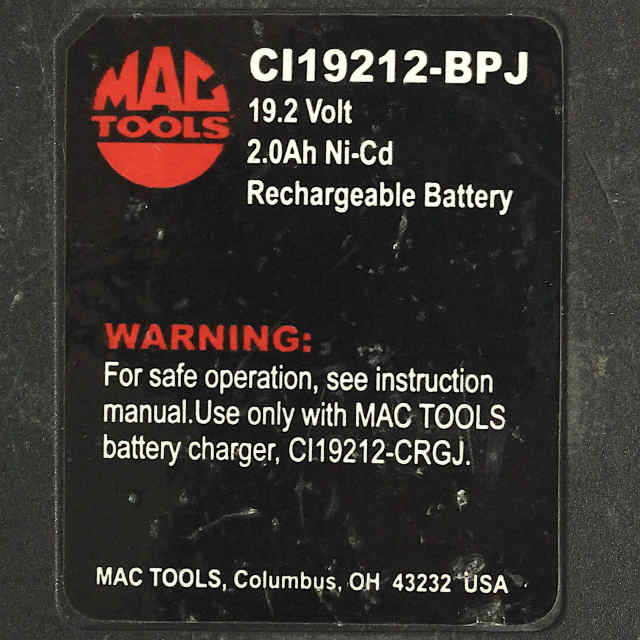 MAC
TOOLS
CI19212-BPJ
19.2 Volt
2.0Ah Ni-Cd
Rechargeable Battery
WARNING:
For safe operation, see instruction
manual.Use only with MAC TOOLS
battery charger, CI19212-CRGJ.
MAC TOOLS, Columbus, OH 43232 USA